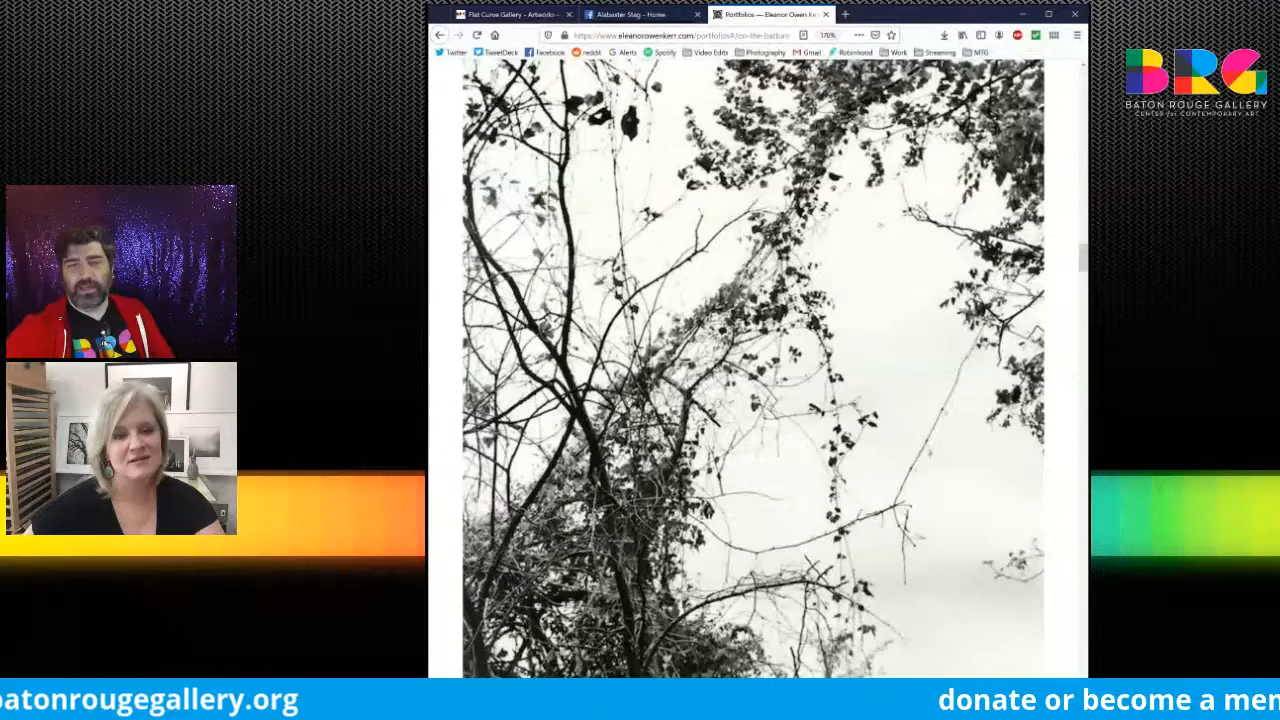 Flat Curve Gallery - Artworks -
Alabaster Stag - Home
Portfolios — Eleanor Owen Ke
https://www.eleanorowenkerr.com/portfolios#/on-the-batture
170%
Twitter TweetDeck Facebook reddit Alerts Spotify Video Edits Photography Gmail Robinhood Work Streaming MTG
BRG
BATON ROUGE GALLERY
CENTER for CONTEMPORARY ART
batonrougegallery.org
donate or become a mem